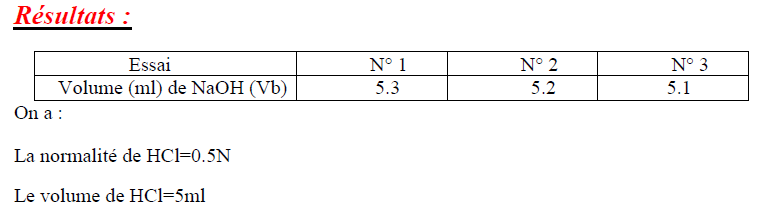 Résultats :
Essai N° 1 N° 2 N° 3
Volume (ml) de NaOH (Vb) 5.3 5.2 5.1
On a :
La normalité de HCl=0.5N
Le volume de HCl=5ml